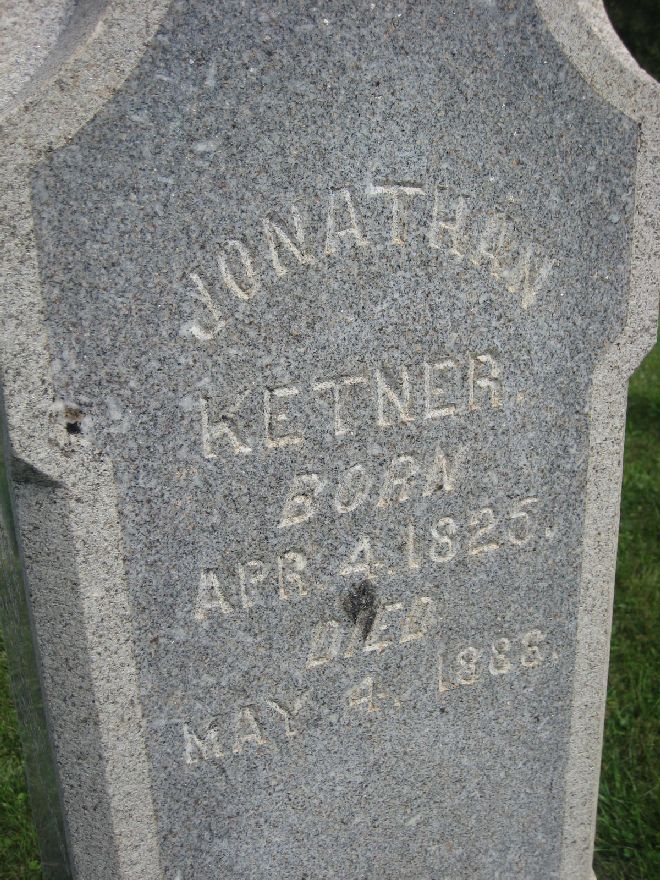 JONATHAN
KETNER.
BORN
APR 4. 1825.
DIED
MAY 4, 1888.